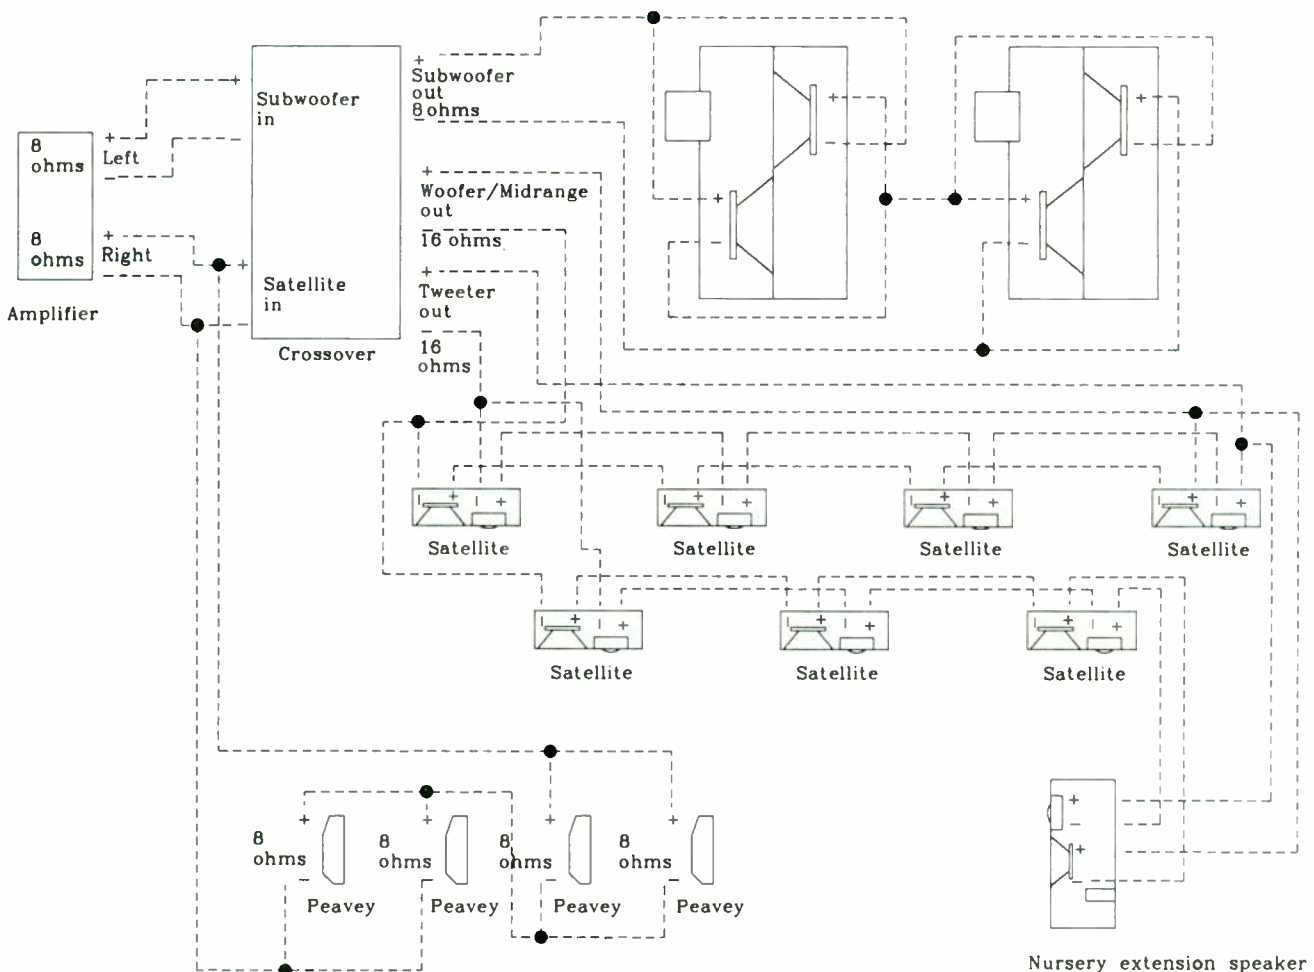 +
Subwoofer
out
8 ohms
-
+
Subwoofer
in
8
ohms
+
Left
-
8
ohms
+
Right
-
+
Satellite
in
-
Amplifier
Crossover
+
Woofer/Midrange
out
-
16 ohms
+
Tweeter
out
-
16
ohms
+
-
+
-
+
-
+
-
Satellite
Satellite
Satellite
Satellite
Satellite
Satellite
Satellite
+
8
ohms
-
Peavey
+
8
ohms
-
Peavey
+
8
ohms
-
Peavey
+
8
ohms
-
Peavey
+
-
+
-
Nursery extension speaker